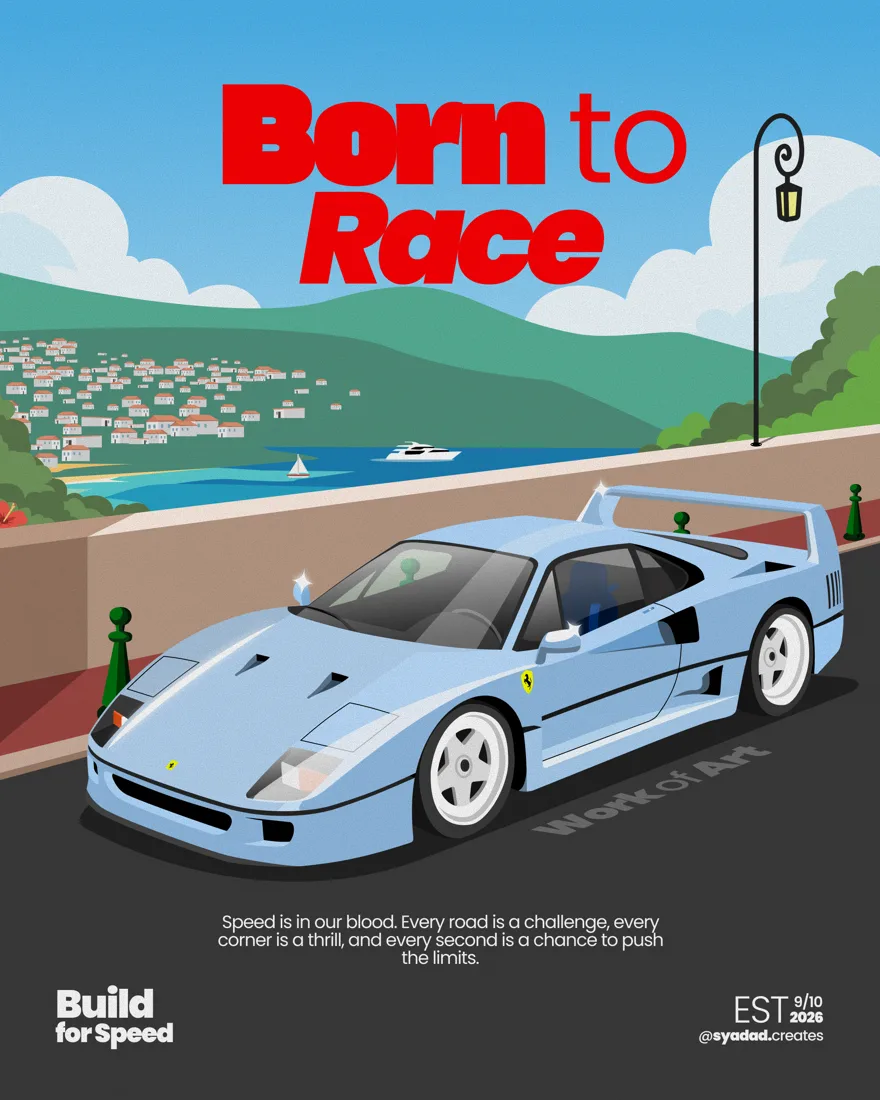 Born to
Race
Work of Art
Speed is in our blood. Every road is a challenge, every
corner is a thrill, and every second is a chance to push
the limits.
Build
for Speed
EST 9/10
2026
@syadad.creates